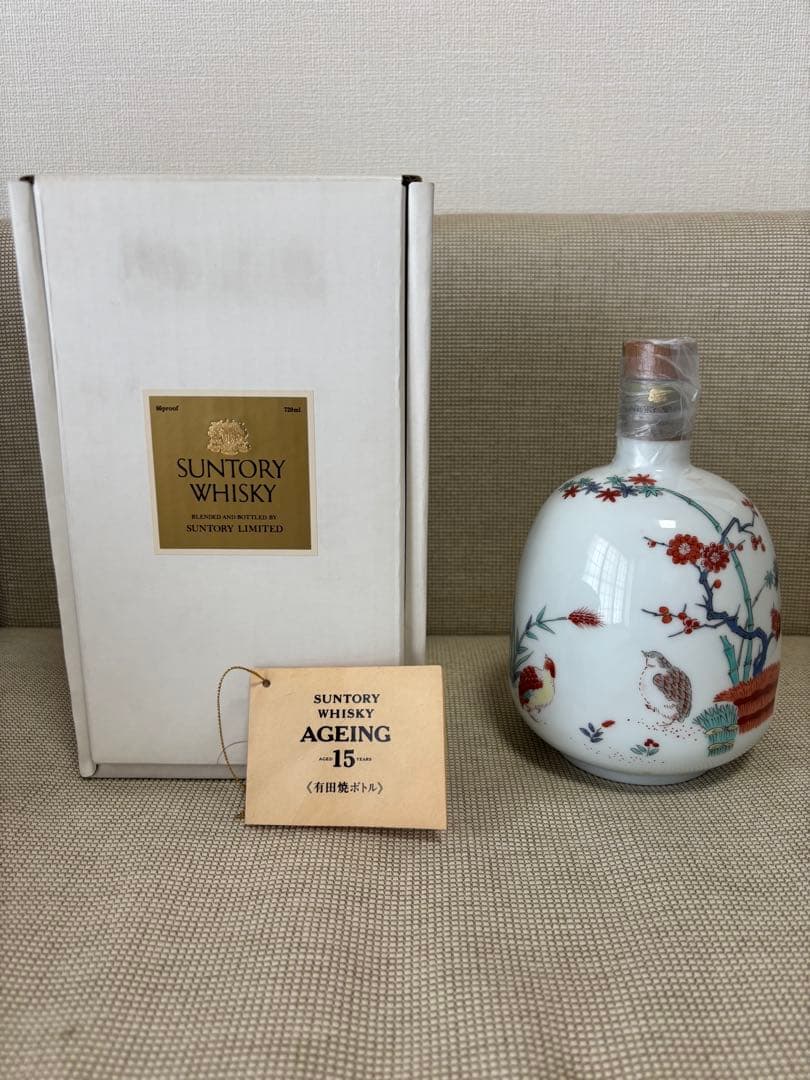 86proof 720ml
SUNTORY
WHISKY
BLENDED AND BOTTLED BY
SUNTORY LIMITED
SUNTORY
WHISKY
AGEING
AGED 15 YEARS
《有田焼ボトル》